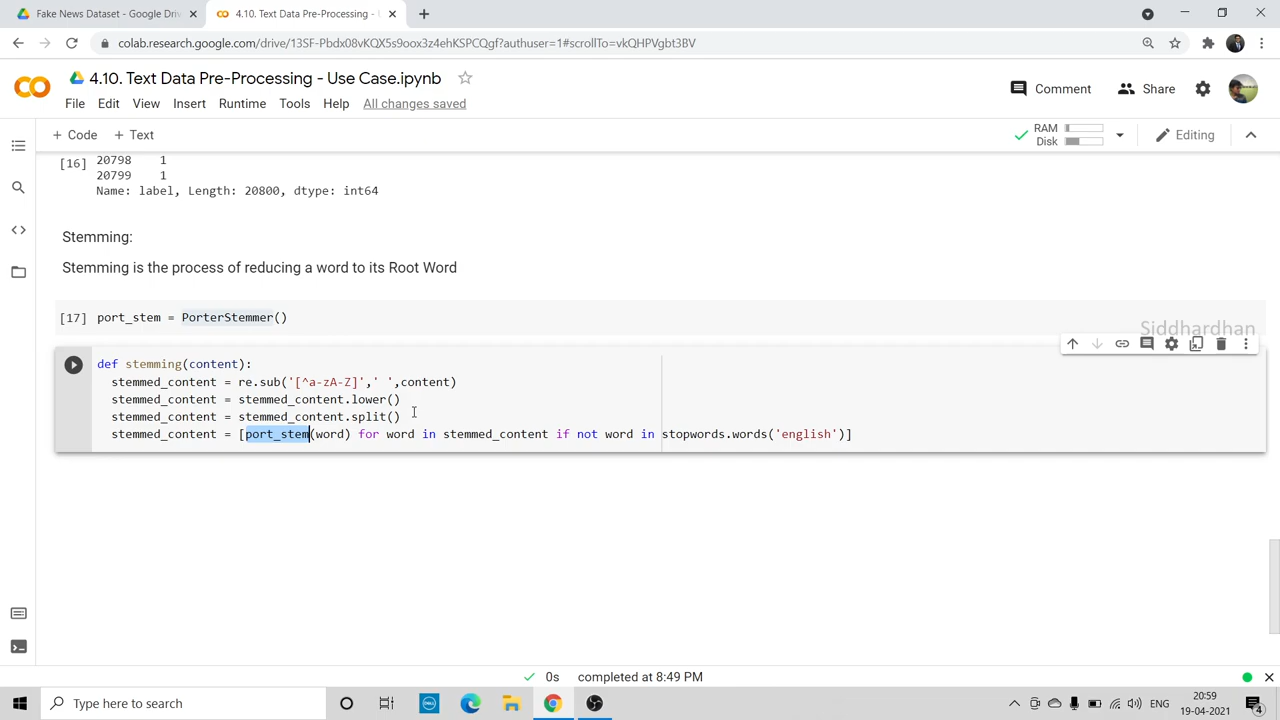 Fake News Dataset - Google Driv
4.10. Text Data Pre-Processing - U
colab.research.google.com/drive/13SF-Pbdx08vKQX5s9oox3z4ehKSPCQgf?authuser=1#scrollTo=vkQHPVgbt3BV
4.10. Text Data Pre-Processing - Use Case.ipynb
File Edit View Insert Runtime Tools Help All changes saved
Comment Share
+ Code + Text
RAM
Disk
Editing
[16] 20798 1
20799 1
Name: label, Length: 20800, dtype: int64
Stemming:
Stemming is the process of reducing a word to its Root Word
[17] port_stem = PorterStemmer()
Siddhardhan
def stemming(content):
stemmed_content = re.sub('[^a-zA-Z]',' ',content)
stemmed_content = stemmed_content.lower()
stemmed_content = stemmed_content.split()
stemmed_content = [port_stem(word) for word in stemmed_content if not word in stopwords.words('english')]
0s completed at 8:49 PM
Type here to search
DELL
ENG
20:59
19-04-2021
4